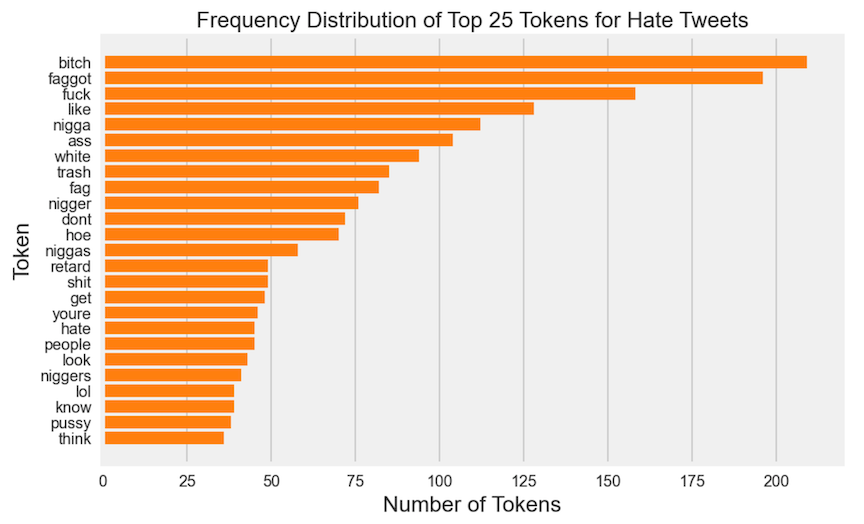 Frequency Distribution of Top 25 Tokens for Hate Tweets
Token
bitch
faggot
fuck
like
nigga
ass
white
trash
fag
nigger
dont
hoe
niggas
retard
shit
get
youre
hate
people
look
niggers
lol
know
pussy
think
0 25 50 75 100 125 150 175 200
Number of Tokens